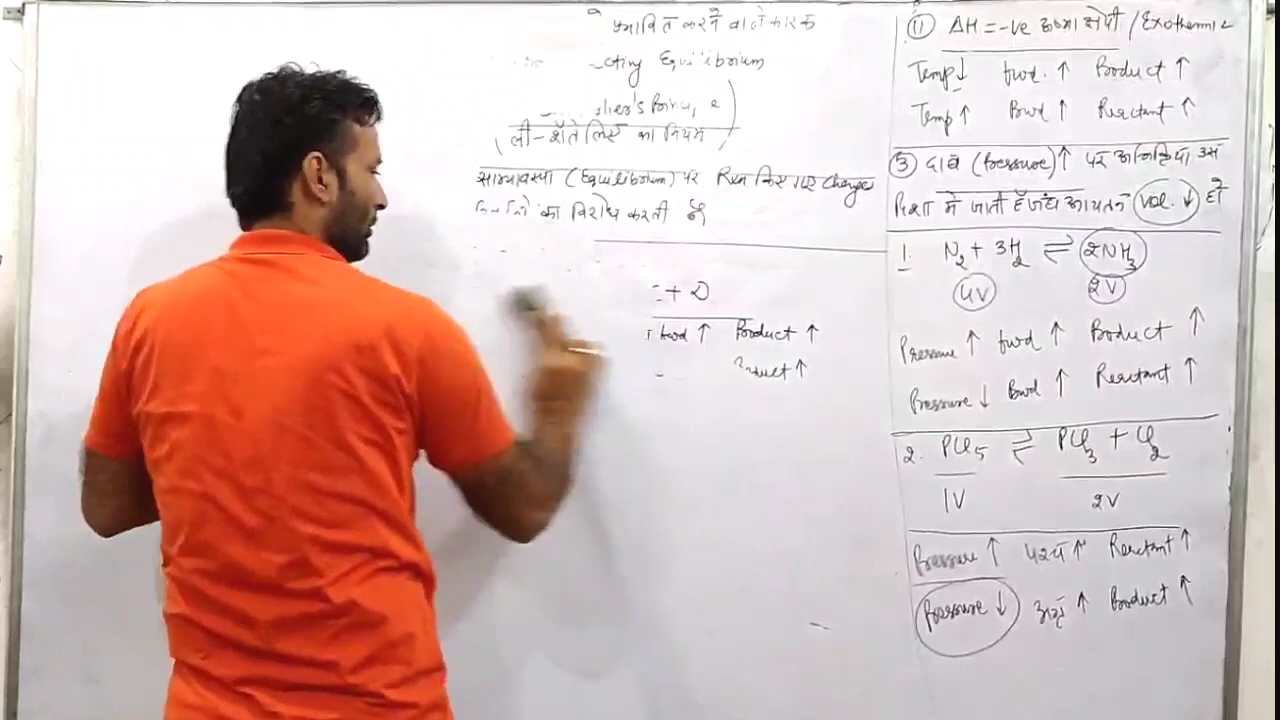 प्रभावित करने वाले कारक
Equilibrium
ली-शॅातेलिए का नियम)
साम्यावस्था (Equilibrium) पर किए गए change
का विरोध करती है
+ D
fwd ↑ Product ↑
↑
(ii) ΔH = -ve ऊष्माक्षेपी / Exothermic
Temp ↓ fwd. ↑ Product ↑
Temp ↑ Bwd ↑ Reactant ↑
③ दाब (Pressure) ↑ पर अभिक्रिया उस
दिशा में जाती है जहां आयतन Vol. ↓ हो
1. N₂ + 3H₂ ⇌ 2NH₃
4V 2V
Pressure ↑ fwd ↑ Product ↑
Pressure ↓ Bwd ↑ Reactant ↑
2. PCl₅ ⇌ PCl₃ + Cl₂
1V 2V
Pressure ↑ पश्च ↑ Reactant ↑
Pressure ↓ अग्र ↑ Product ↑